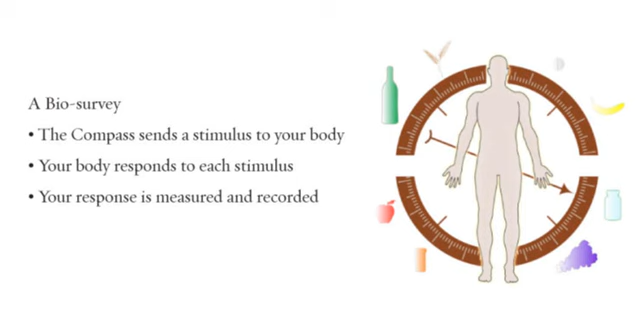 A Bio-survey
• The Compass sends a stimulus to your body
• Your body responds to each stimulus
• Your response is measured and recorded